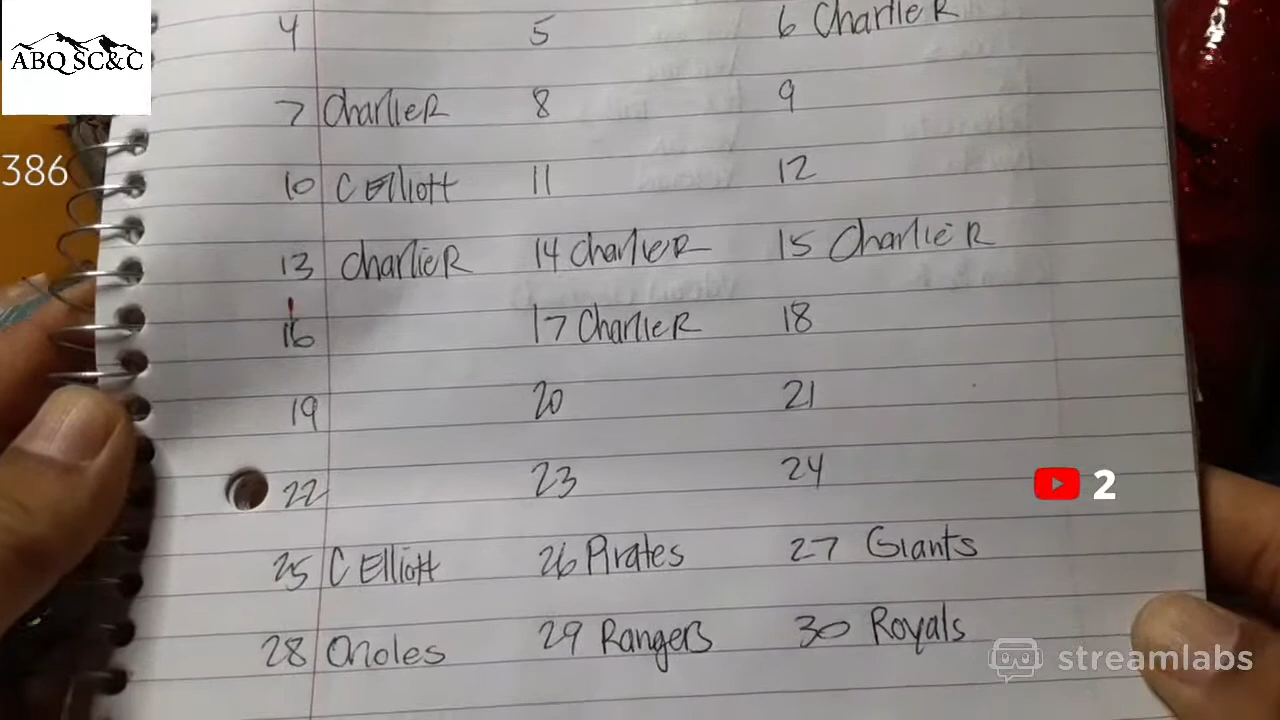 ABQ SC&C
386
4 5 6 Charlie R
7 Charlie R 8 9
10 C Elliott 11 12
13 Charlie R 14 Charlie R 15 Charlie R
16 17 Charlie R 18
19 20 21
22 23 24
2
25 C Elliott 26 Pirates 27 Giants
28 Orioles 29 Rangers 30 Royals
streamlabs